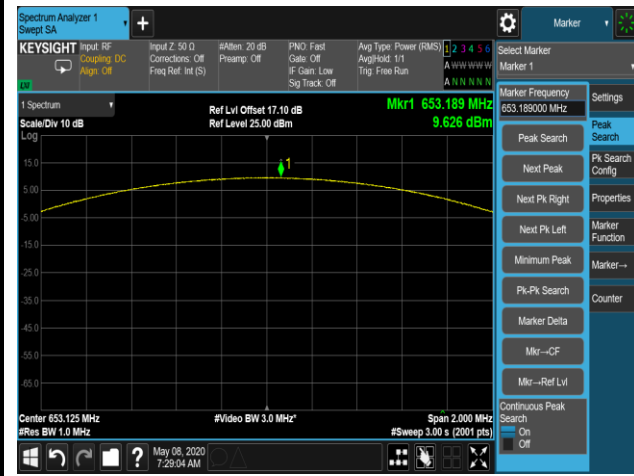 Spectrum Analyzer 1
Swept SA
+
Marker
KEYSIGHT
Input: RF
Coupling: DC
Align: Off
Input Z: 50 Ω
Corrections: Off
Freq Ref: Int (S)
#Atten: 20 dB
Preamp: Off
PNO: Fast
Gate: Off
IF Gain: Low
Sig Track: Off
Avg Type: Power (RMS)
Avg|Hold: 1/1
Trig: Free Run
1 2 3 4 5 6
A W W W W W
A N N N N N
Select Marker
Marker 1
1 Spectrum
Scale/Div 10 dB
Log
Ref Lvl Offset 17.10 dB
Ref Level 25.00 dBm
Mkr1 653.189 MHz
9.626 dBm
1
15.0
5.00
-5.00
-15.0
-25.0
-35.0
-45.0
-55.0
-65.0
Center 653.125 MHz
#Res BW 1.0 MHz
#Video BW 3.0 MHz*
Span 2.000 MHz
#Sweep 3.00 s (2001 pts)
Marker Frequency
653.189000 MHz
Peak Search
Next Peak
Next Pk Right
Next Pk Left
Minimum Peak
Pk-Pk Search
Marker Delta
Mkr→CF
Mkr→Ref Lvl
Continuous Peak
Search
On
Off
Settings
Peak
Search
Pk Search
Config
Properties
Marker
Function
Marker→
Counter
?
May 08, 2020
7:29:04 AM